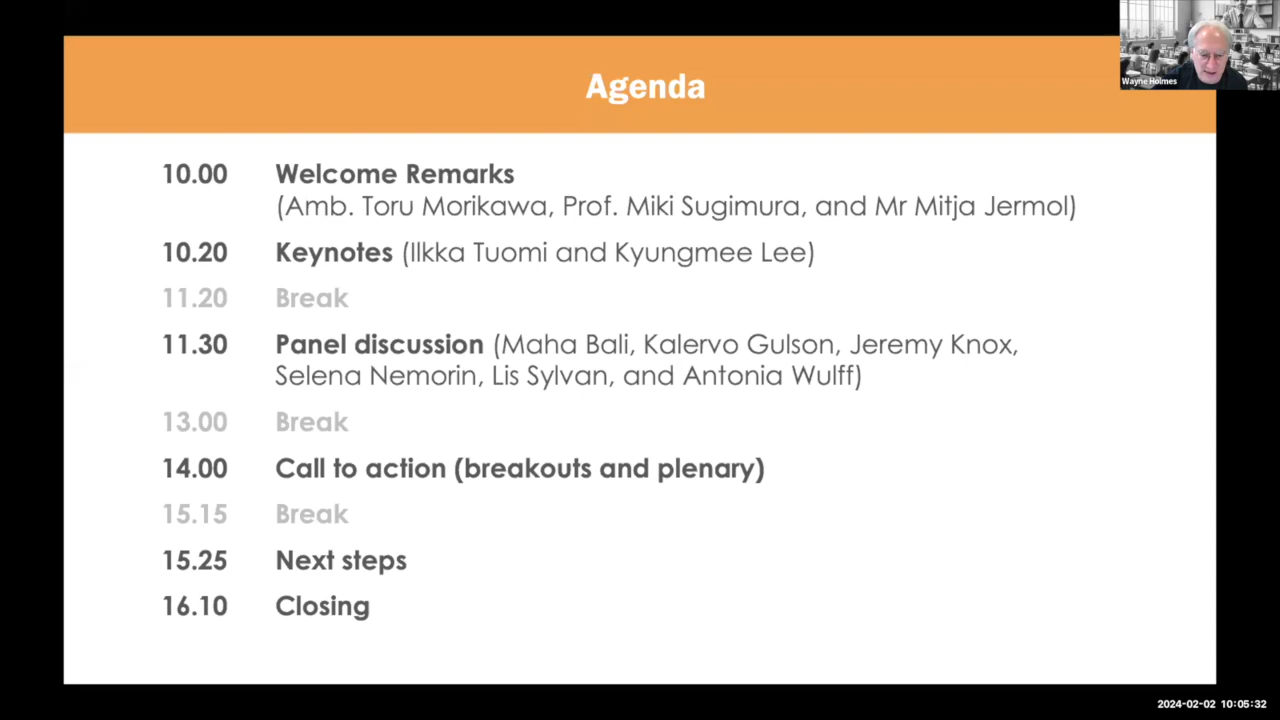 Agenda
Wayne Holmes
10.00 Welcome Remarks
(Amb. Toru Morikawa, Prof. Miki Sugimura, and Mr Mitja Jermol)
10.20 Keynotes (Ilkka Tuomi and Kyungmee Lee)
11.20 Break
11.30 Panel discussion (Maha Bali, Kalervo Gulson, Jeremy Knox,
Selena Nemorin, Lis Sylvan, and Antonia Wulff)
13.00 Break
14.00 Call to action (breakouts and plenary)
15.15 Break
15.25 Next steps
16.10 Closing
2024-02-02 10:05:32